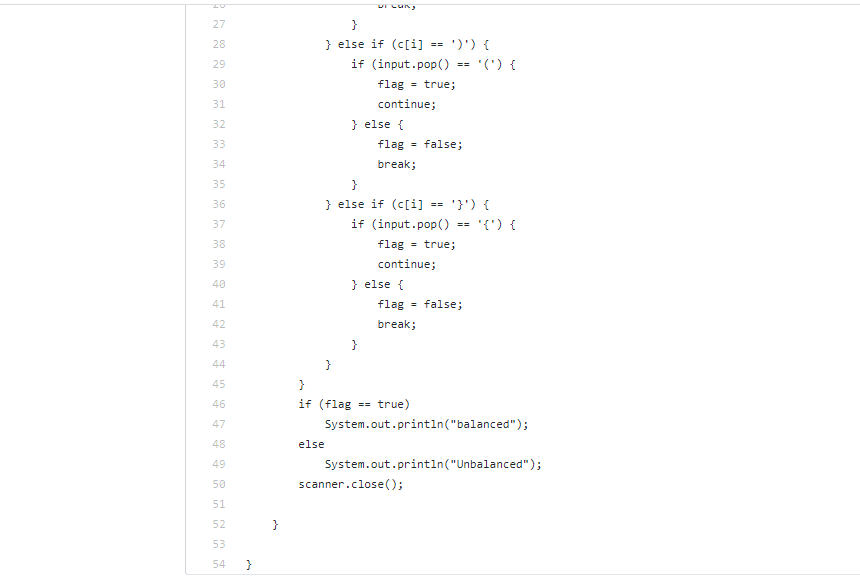 27 }
28 } else if (c[i] == ')') {
29 if (input.pop() == '(') {
30 flag = true;
31 continue;
32 } else {
33 flag = false;
34 break;
35 }
36 } else if (c[i] == '}') {
37 if (input.pop() == '{') {
38 flag = true;
39 continue;
40 } else {
41 flag = false;
42 break;
43 }
44 }
45 }
46 if (flag == true)
47 System.out.println("balanced");
48 else
49 System.out.println("Unbalanced");
50 scanner.close();
51
52 }
53
54 }